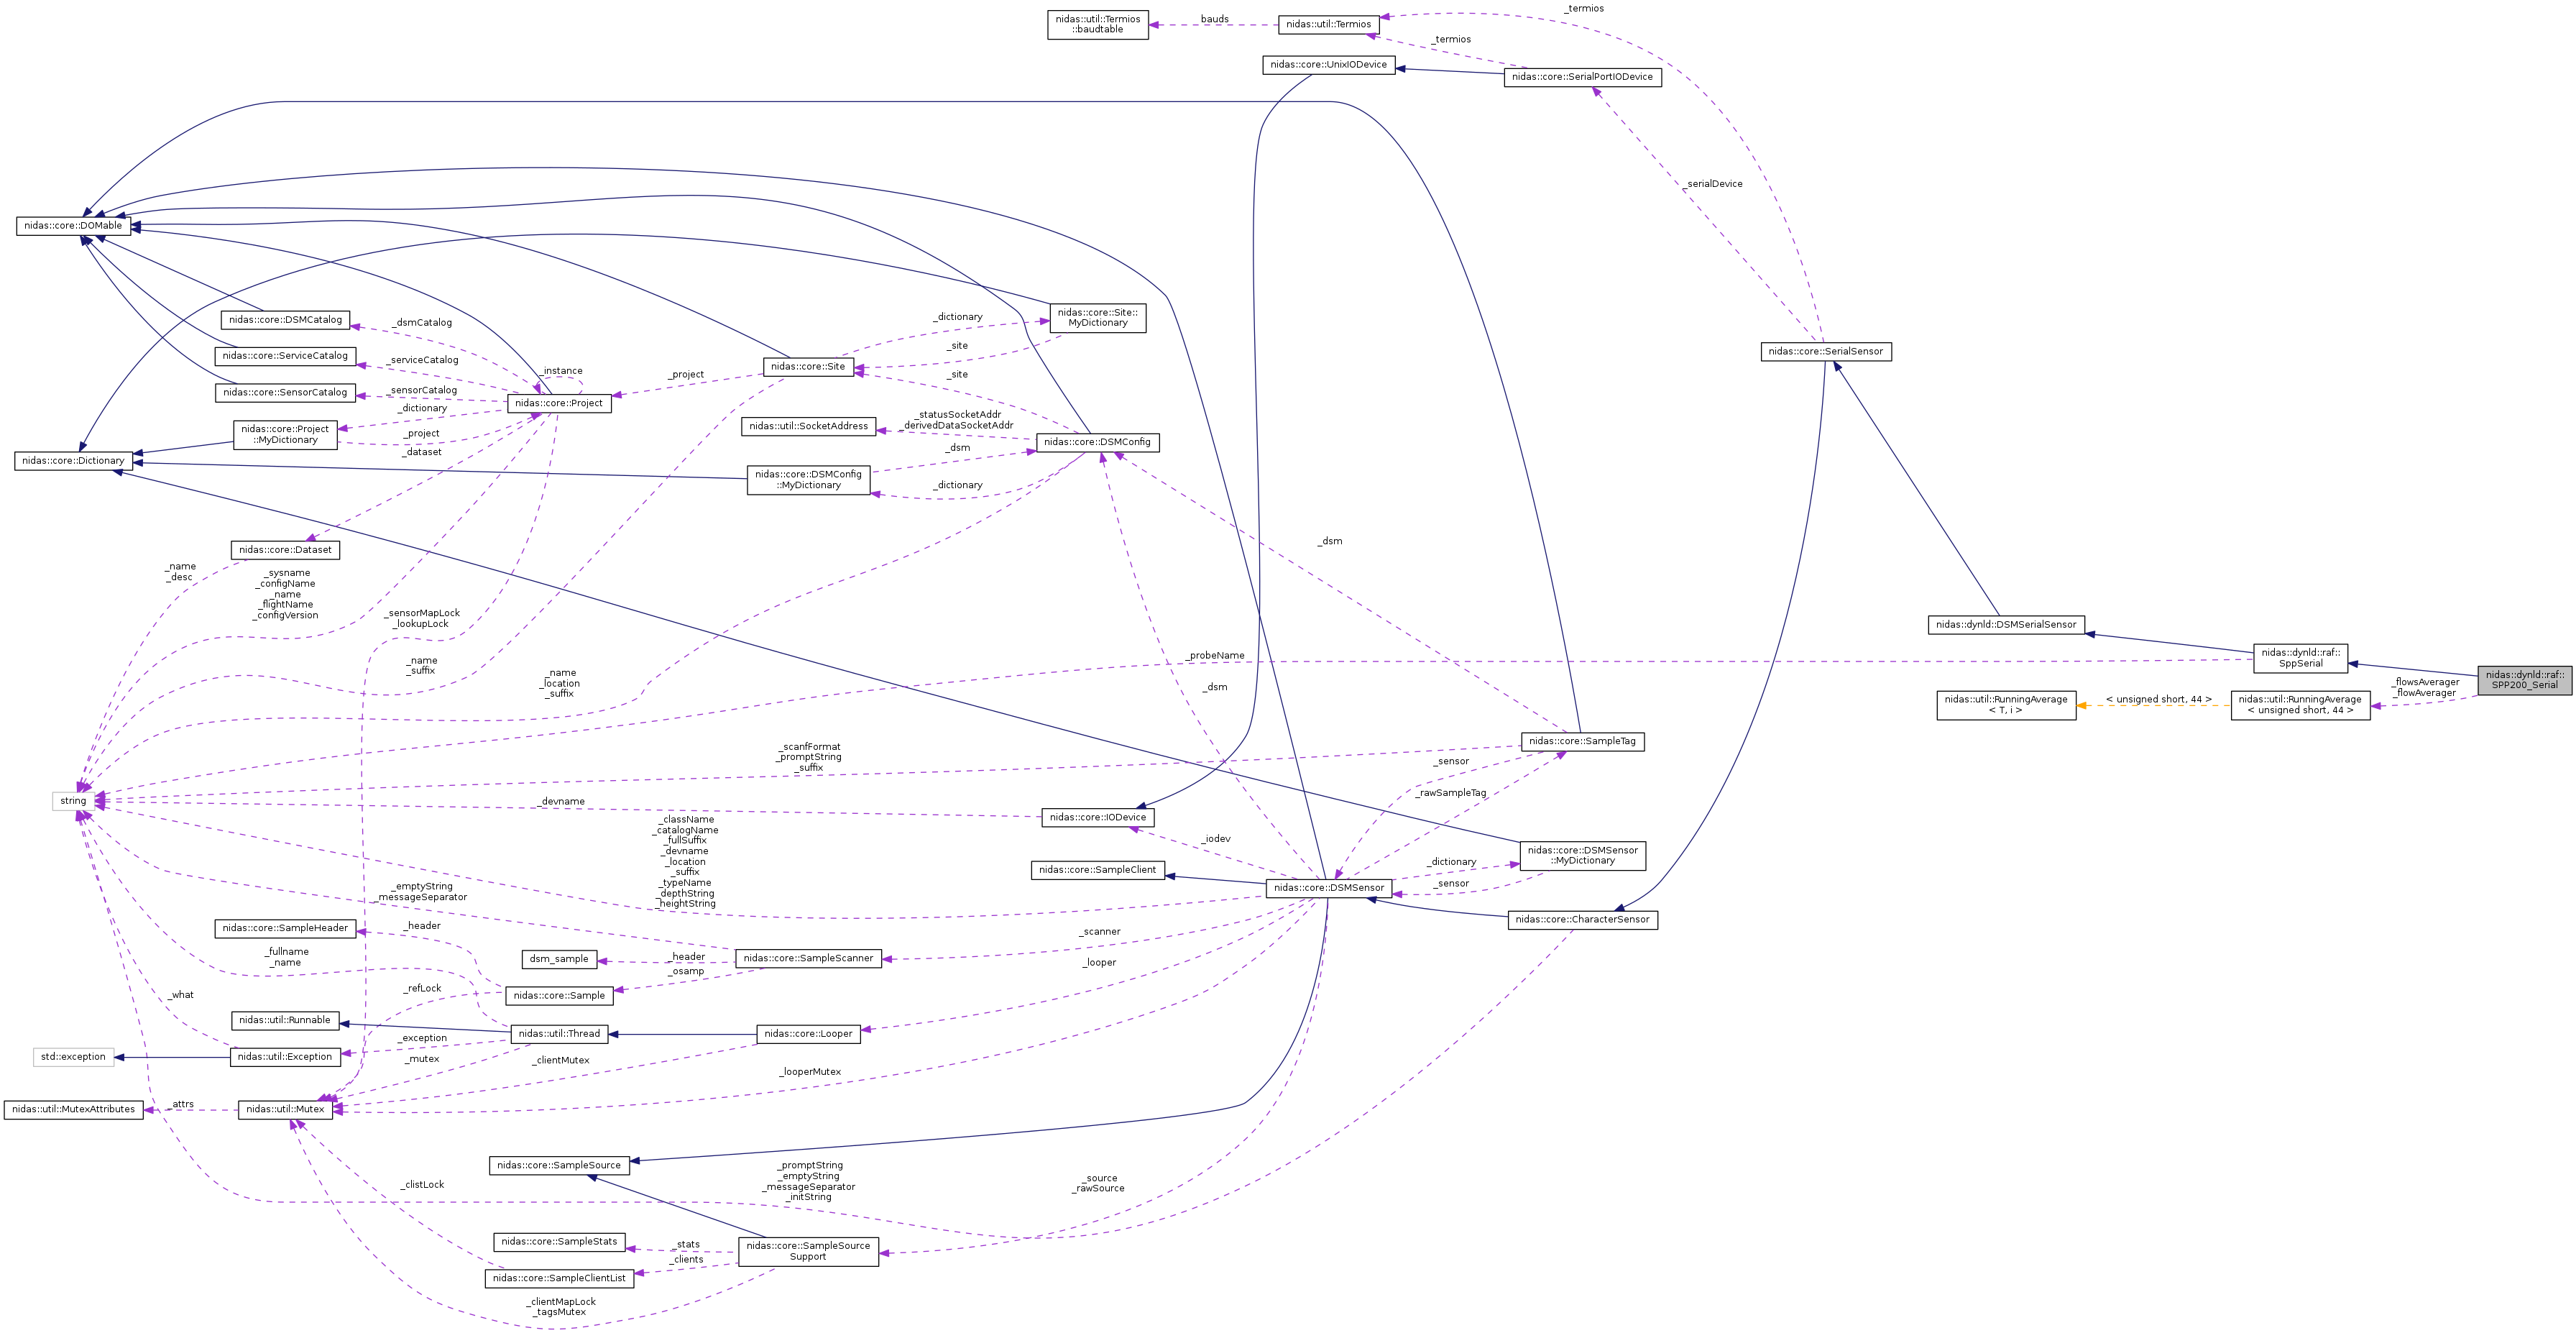 _termios
nidas::util::Termios
::baudtable
bauds
nidas::util::Termios
_termios
nidas::core::UnixIODevice
nidas::core::SerialPortIODevice
_serialDevice
nidas::core::DOMable
nidas::core::DSMCatalog
_dsmCatalog
_dictionary
nidas::core::Site::
MyDictionary
nidas::core::ServiceCatalog
_serviceCatalog
_instance
nidas::core::Site
_site
nidas::core::SerialSensor
_project
_site
nidas::core::SensorCatalog
_sensorCatalog
nidas::core::Project
_dictionary
nidas::core::Project
::MyDictionary
_project
_dataset
nidas::util::SocketAddress
_statusSocketAddr
_derivedDataSocketAddr
nidas::core::DSMConfig
nidas::core::Dictionary
_dsm
nidas::core::DSMConfig
::MyDictionary
_dictionary
nidas::core::Dataset
_dsm
_name
_desc
_sysname
_configName
_name
_flightName
_configVersion
_sensorMapLock
_lookupLock
nidas::dynld::DSMSerialSensor
_name
_suffix
_name
_location
_suffix
_probeName
nidas::dynld::raf::
SppSerial
_dsm
nidas::dynld::raf::
SPP200_Serial
_flowsAverager
_flowAverager
nidas::util::RunningAverage
< T, i >
< unsigned short, 44 >
nidas::util::RunningAverage
< unsigned short, 44 >
_scanfFormat
_promptString
_suffix
nidas::core::SampleTag
_sensor
_rawSampleTag
string
_devname
nidas::core::IODevice
_className
_catalogName
_fullSuffix
_devname
_location
_suffix
_typeName
_depthString
_heightString
_iodev
nidas::core::DSMSensor
::MyDictionary
nidas::core::SampleClient
_dictionary
_sensor
nidas::core::DSMSensor
_emptyString
_messageSeparator
nidas::core::CharacterSensor
nidas::core::SampleHeader
_header
_scanner
dsm_sample
_header
_osamp
nidas::core::SampleScanner
_looper
_fullname
_name
_refLock
nidas::core::Sample
_what
nidas::util::Runnable
nidas::util::Thread
nidas::core::Looper
std::exception
nidas::util::Exception
_exception
_mutex
_clientMutex
_looperMutex
nidas::util::MutexAttributes
_attrs
nidas::util::Mutex
nidas::core::SampleSource
_promptString
_emptyString
_messageSeparator
_initString
_clistLock
_source
_rawSource
nidas::core::SampleStats
_stats
_clients
nidas::core::SampleSource
Support
nidas::core::SampleClientList
_clientMapLock
_tagsMutex